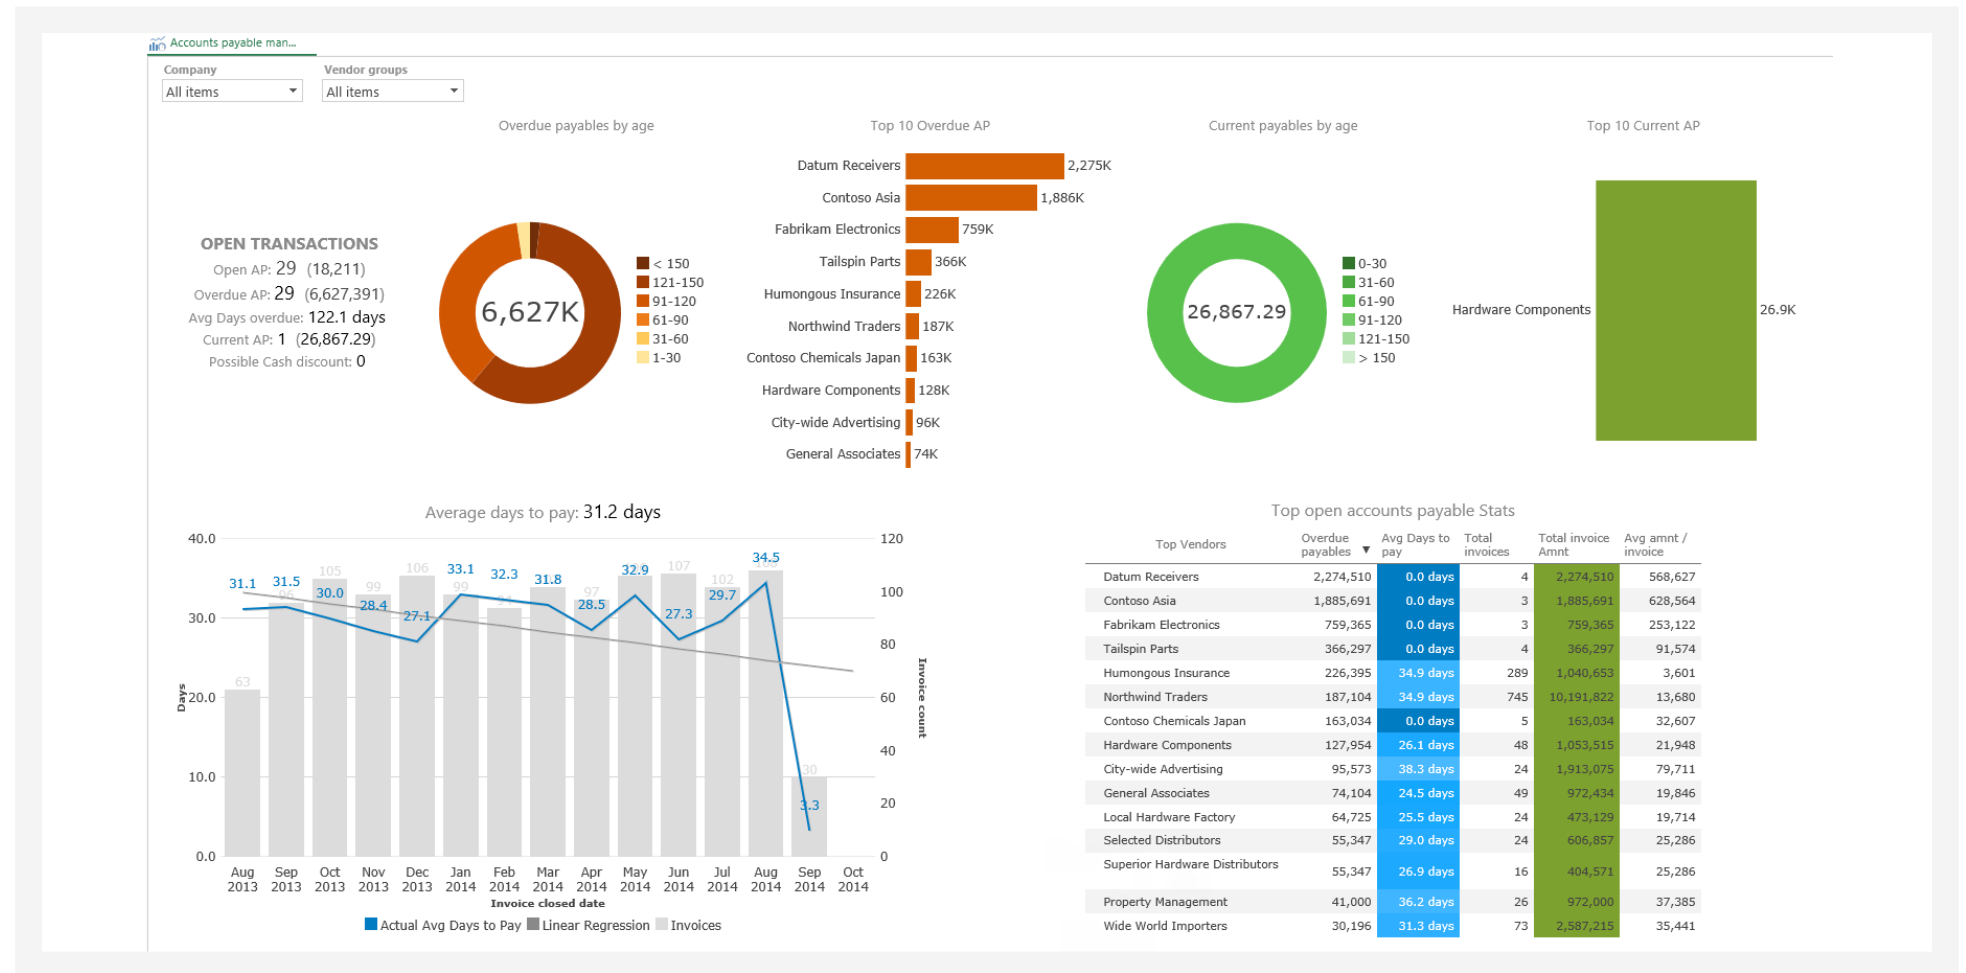 Accounts payable man...
Company
Vendor groups
All items
All items
Overdue payables by age
Top 10 Overdue AP
Current payables by age
Top 10 Current AP
OPEN TRANSACTIONS
Open AP: 29 (18,211)
Overdue AP: 29 (6,627,391)
Avg Days overdue: 122.1 days
Current AP: 1 (26,867.29)
Possible Cash discount: 0
6,627K
< 150
121-150
91-120
61-90
31-60
1-30
Datum Receivers 2,275K
Contoso Asia 1,886K
Fabrikam Electronics 759K
Tailspin Parts 366K
Humongous Insurance 226K
Northwind Traders 187K
Contoso Chemicals Japan 163K
Hardware Components 128K
City-wide Advertising 96K
General Associates 74K
26,867.29
0-30
31-60
61-90
91-120
121-150
> 150
Hardware Components 26.9K
Average days to pay: 31.2 days
40.0
30.0
20.0
10.0
0.0
Days
120
100
80
60
40
20
0
Invoice count
31.1 31.5 30.0 28.4 27.1 33.1 32.3 31.8 28.5 32.9 27.3 29.7 34.5 3.3
63 96 105 99 106 99 97 107 102 30
Aug 2013
Sep 2013
Oct 2013
Nov 2013
Dec 2013
Jan 2014
Feb 2014
Mar 2014
Apr 2014
May 2014
Jun 2014
Jul 2014
Aug 2014
Sep 2014
Oct 2014
Invoice closed date
Actual Avg Days to Pay Linear Regression Invoices
Top open accounts payable Stats
Top Vendors Overdue payables ▼ Avg Days to pay Total invoices Total invoice Amnt Avg amnt / invoice
Datum Receivers 2,274,510 0.0 days 4 2,274,510 568,627
Contoso Asia 1,885,691 0.0 days 3 1,885,691 628,564
Fabrikam Electronics 759,365 0.0 days 3 759,365 253,122
Tailspin Parts 366,297 0.0 days 4 366,297 91,574
Humongous Insurance 226,395 34.9 days 289 1,040,653 3,601
Northwind Traders 187,104 34.9 days 745 10,191,822 13,680
Contoso Chemicals Japan 163,034 0.0 days 5 163,034 32,607
Hardware Components 127,954 26.1 days 48 1,053,515 21,948
City-wide Advertising 95,573 38.3 days 24 1,913,075 79,711
General Associates 74,104 24.5 days 49 972,434 19,846
Local Hardware Factory 64,725 25.5 days 24 473,129 19,714
Selected Distributors 55,347 29.0 days 24 606,857 25,286
Superior Hardware Distributors 55,347 26.9 days 16 404,571 25,286
Property Management 41,000 36.2 days 26 972,000 37,385
Wide World Importers 30,196 31.3 days 73 2,587,215 35,441